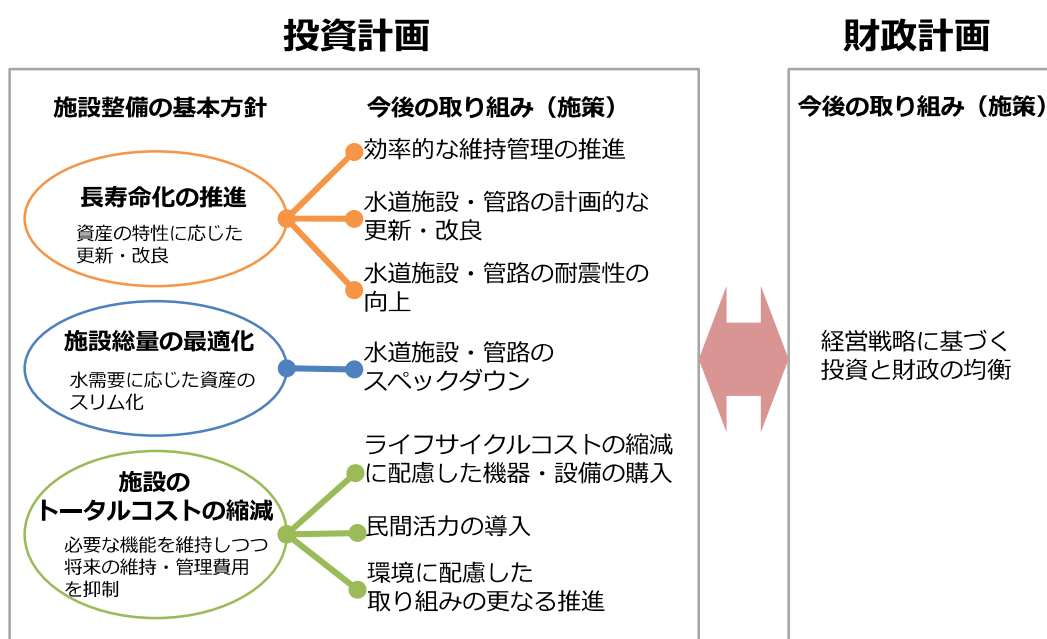 投資計画
施設整備の基本方針
今後の取り組み（施策）
長寿命化の推進
資産の特性に応じた
更新・改良
効率的な維持管理の推進
水道施設・管路の計画的な
更新・改良
水道施設・管路の耐震性の
向上
施設総量の最適化
水需要に応じた資産の
スリム化
水道施設・管路の
スペックダウン
施設の
トータルコストの縮減
必要な機能を維持しつつ
将来の維持・管理費用
を抑制
ライフサイクルコストの縮減
に配慮した機器・設備の購入
民間活力の導入
環境に配慮した
取り組みの更なる推進
財政計画
今後の取り組み（施策）
経営戦略に基づく
投資と財政の均衡